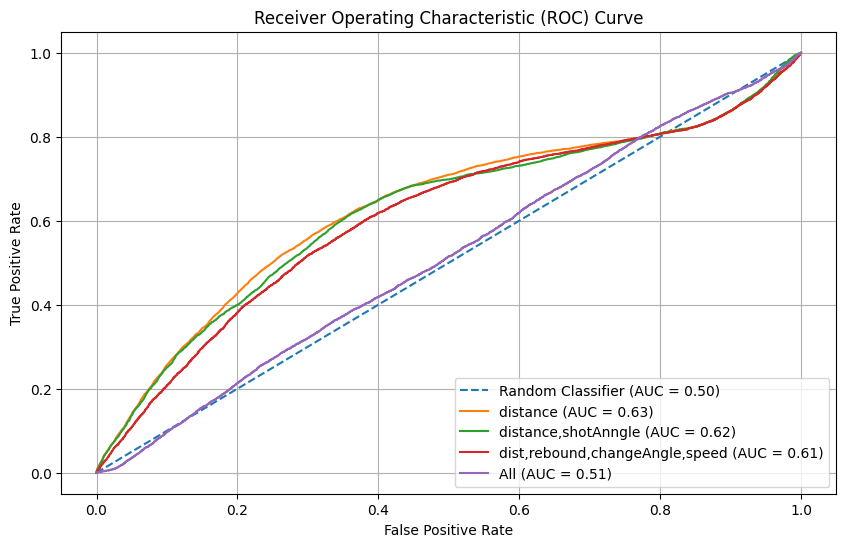 Receiver Operating Characteristic (ROC) Curve
True Positive Rate
1.0
0.8
0.6
0.4
0.2
0.0
Random Classifier (AUC = 0.50)
distance (AUC = 0.63)
distance,shotAnngle (AUC = 0.62)
dist,rebound,changeAngle,speed (AUC = 0.61)
All (AUC = 0.51)
0.0 0.2 0.4 0.6 0.8 1.0
False Positive Rate